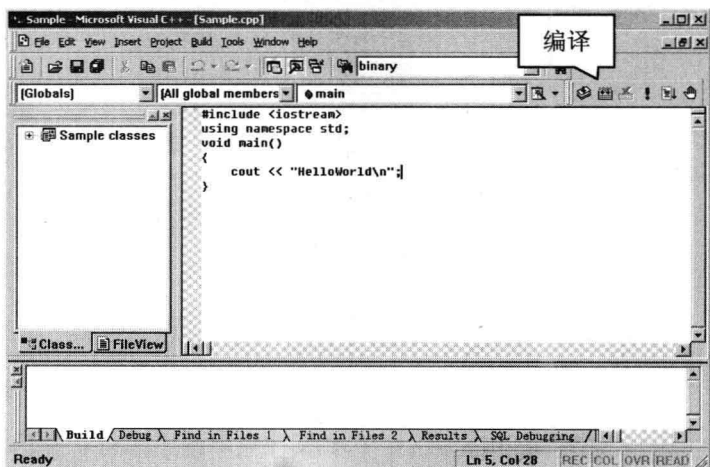 Sample - Microsoft Visual C++ - [Sample.cpp]
File Edit View Insert Project Build Tools Window Help
编译
binary
[Globals] [All global members main
Sample classes
#include <iostream>
using namespace std;
void main()
{
cout << "HelloWorld\n";
}
Class... FileView
Build Debug Find in Files 1 Find in Files 2 Results SQL Debugging
Ready Ln 5, Col 28 REC COL OVR READ